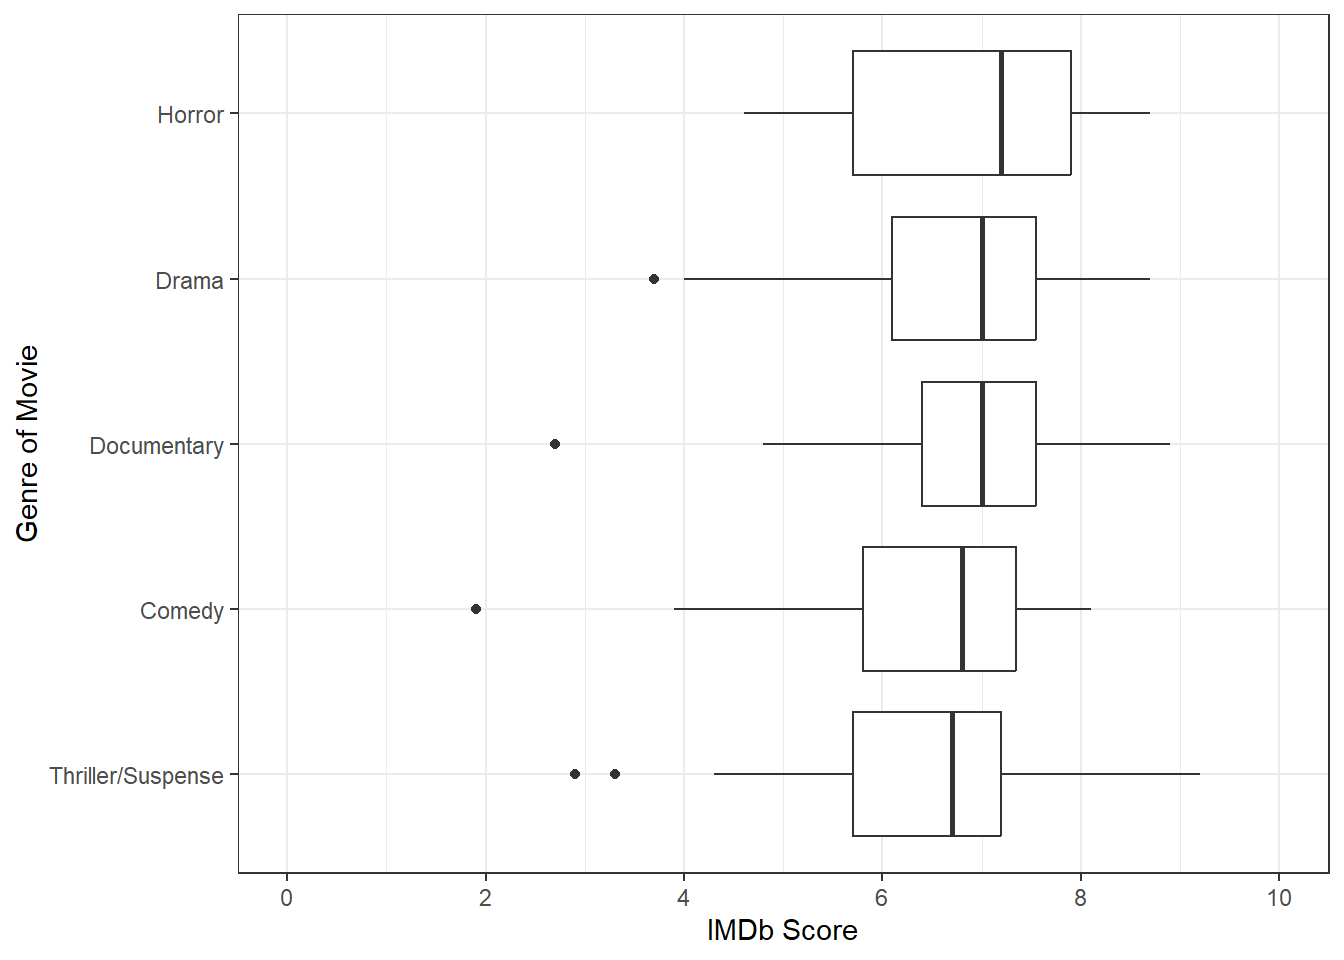 Horror
Drama
Documentary
Comedy
Thriller/Suspense
Genre of Movie
0 2 4 6 8 10
IMDb Score